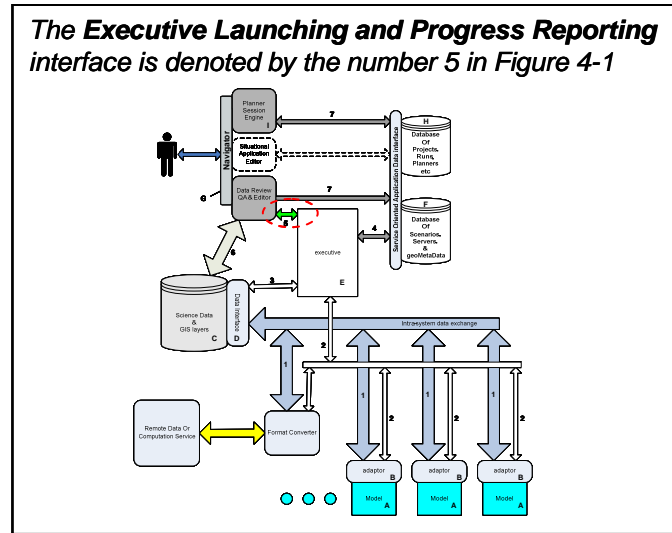 The Executive Launching and Progress Reporting
interface is denoted by the number 5 in Figure 4-1
Planner
Session
Engine
I
7
Navigator
Situational
Application
Editor
Service Oriented Application Data interface
H
Database
Of
Projects,
Runs,
Planners
etc
G
Data Review
QA & Editor
7
5
executive
E
4
F
Database
Of
Scenarios,
Servers,
&
geoMetaData
6
3
Science Data
&
GIS layers
C
Data Interface
D
Intra-system data exchange
2
1
1
1
1
2
2
2
Remote Data Or
Computation Service
Format Converter
adaptor
B
adaptor
B
adaptor
B
Model
A
Model
A
Model
A